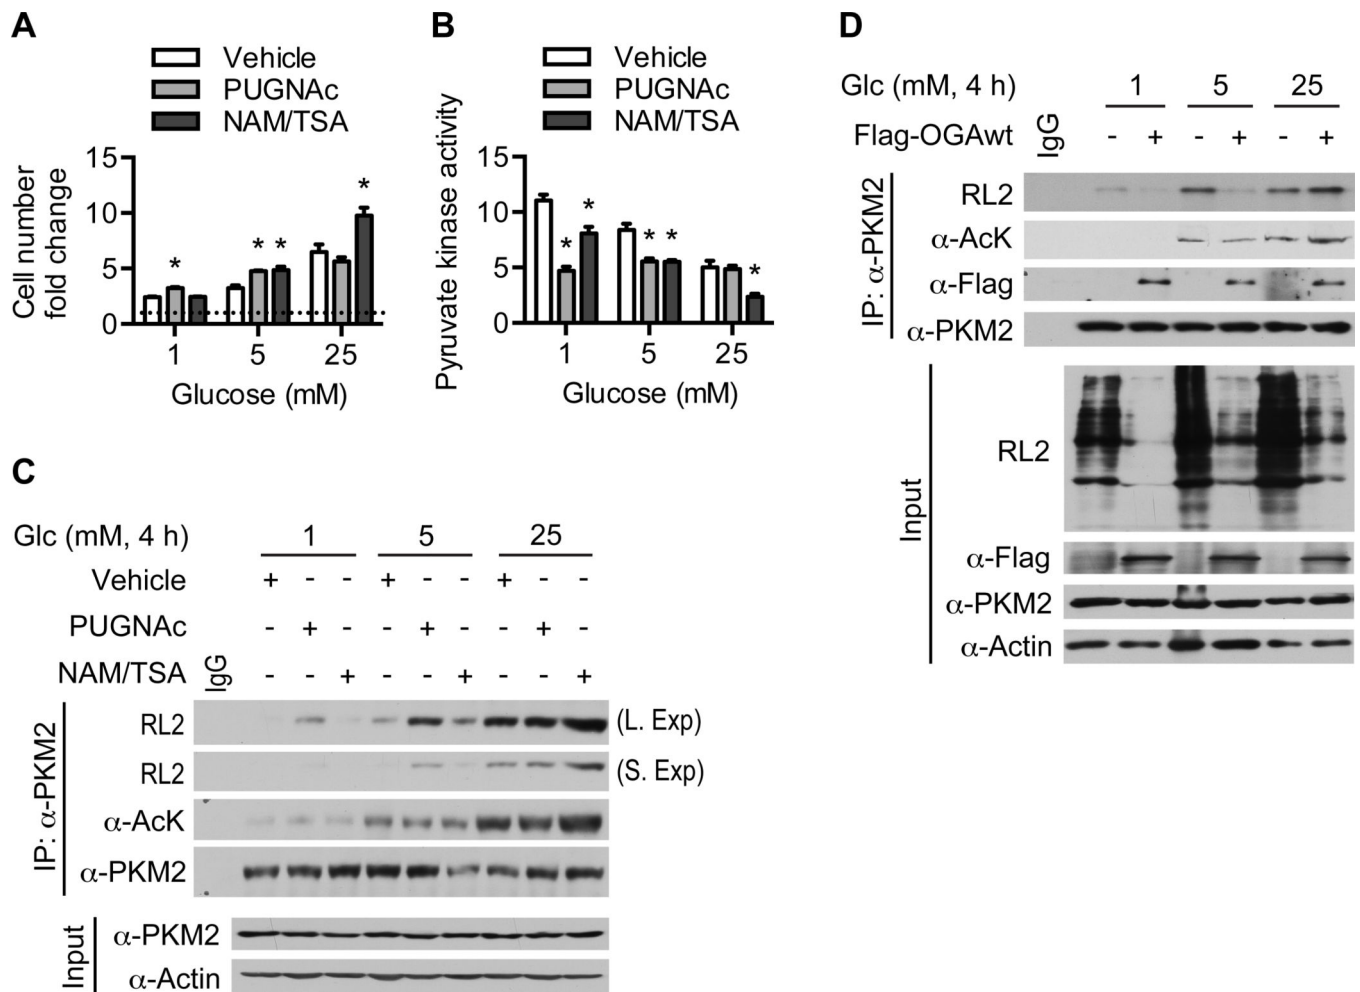 A
Vehicle
PUGNAc
NAM/TSA
Cell number
fold change
15
10
5
0
1 5 25
Glucose (mM)
*
* *
*
B
Vehicle
PUGNAc
NAM/TSA
Pyruvate kinase activity
15
10
5
0
1 5 25
Glucose (mM)
* *
* *
*
C
Glc (mM, 4 h) 1 5 25
Vehicle + - - + - - + - -
PUGNAc - + - - + - - + -
NAM/TSA IgG - - + - - + - - +
IP: α-PKM2
RL2 (L. Exp)
RL2 (S. Exp)
α-AcK
α-PKM2
Input
α-PKM2
α-Actin
D
Glc (mM, 4 h) 1 5 25
Flag-OGAwt IgG - + - + - +
IP: α-PKM2
RL2
α-AcK
α-Flag
α-PKM2
Input
RL2
α-Flag
α-PKM2
α-Actin